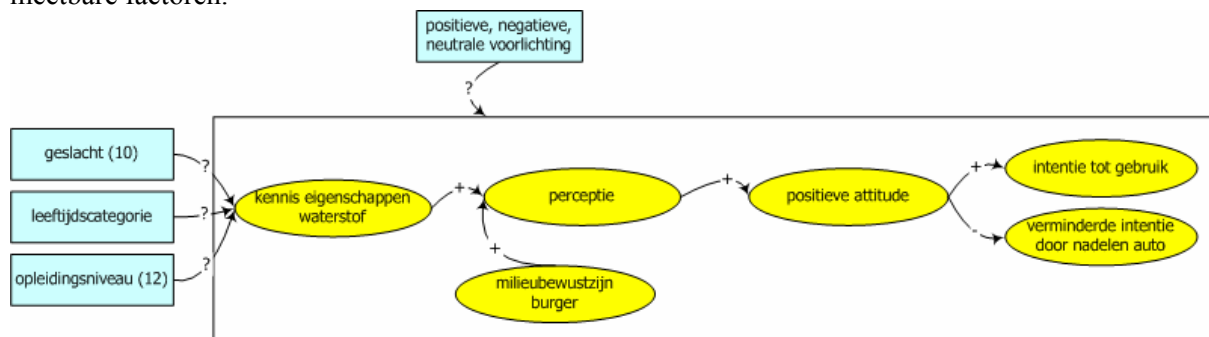 meetbare factoren.
positieve, negatieve,
neutrale voorlichting
?
geslacht (10)
?
leeftijdscategorie
?
opleidingsniveau (12)
?
kennis eigenschappen
waterstof
+
perceptie
+
milieubewustzijn
burger
+
positieve attitude
+
intentie tot gebruik
-
verminderde intentie
door nadelen auto